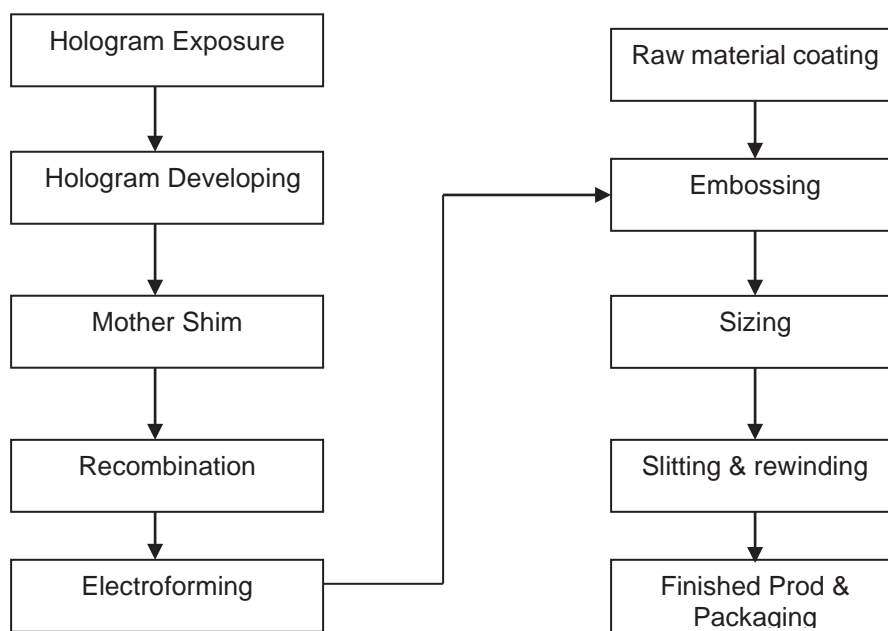 Hologram Exposure
Hologram Developing
Mother Shim
Recombination
Electroforming
Raw material coating
Embossing
Sizing
Slitting & rewinding
Finished Prod &
Packaging